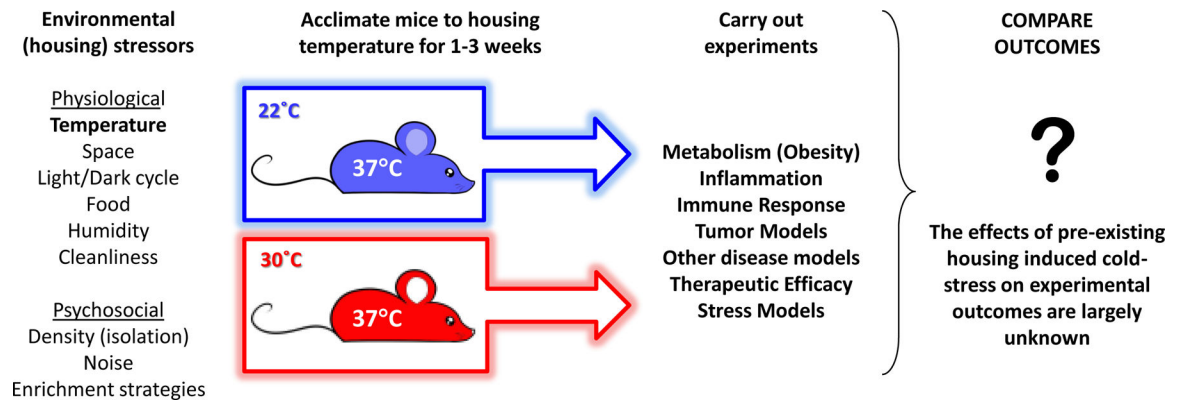 Environmental
(housing) stressors
Physiological
Temperature
Space
Light/Dark cycle
Food
Humidity
Cleanliness
Psychosocial
Density (isolation)
Noise
Enrichment strategies
Acclimate mice to housing
temperature for 1-3 weeks
22˚C
37°C
30˚C
37°C
Carry out
experiments
Metabolism (Obesity)
Inflammation
Immune Response
Tumor Models
Other disease models
Therapeutic Efficacy
Stress Models
COMPARE
OUTCOMES
?
The effects of pre-existing
housing induced cold-
stress on experimental
outcomes are largely
unknown